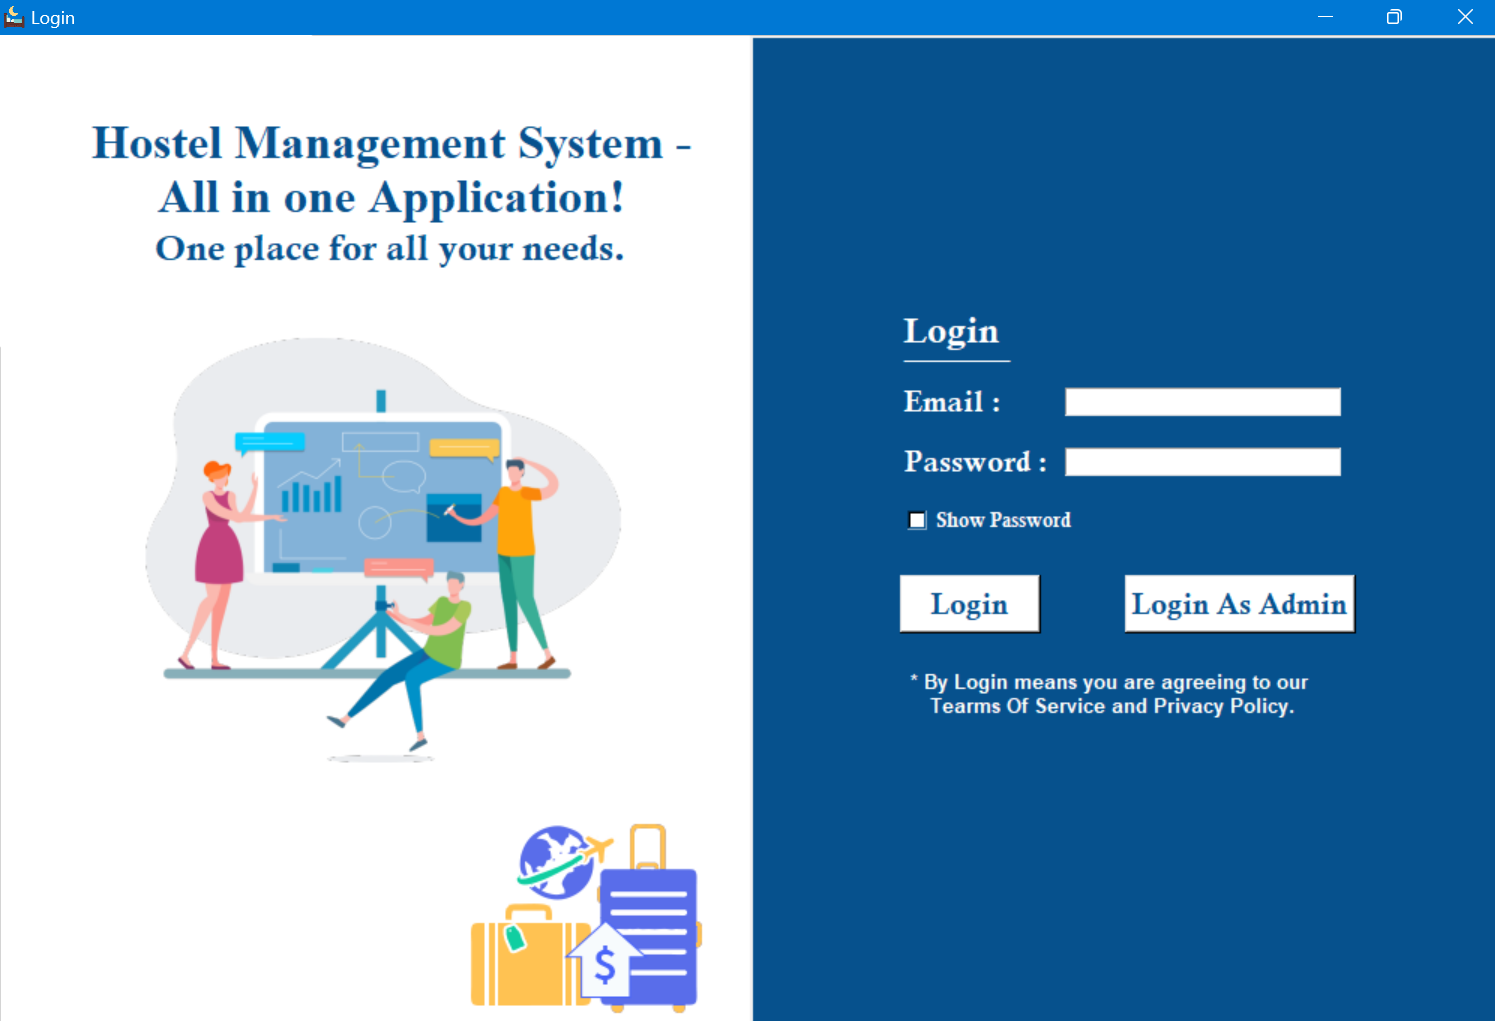 Login
Hostel Management System -
All in one Application!
One place for all your needs.
$
Login
Email :
Password :
Show Password
Login
Login As Admin
* By Login means you are agreeing to our
Tearms Of Service and Privacy Policy.